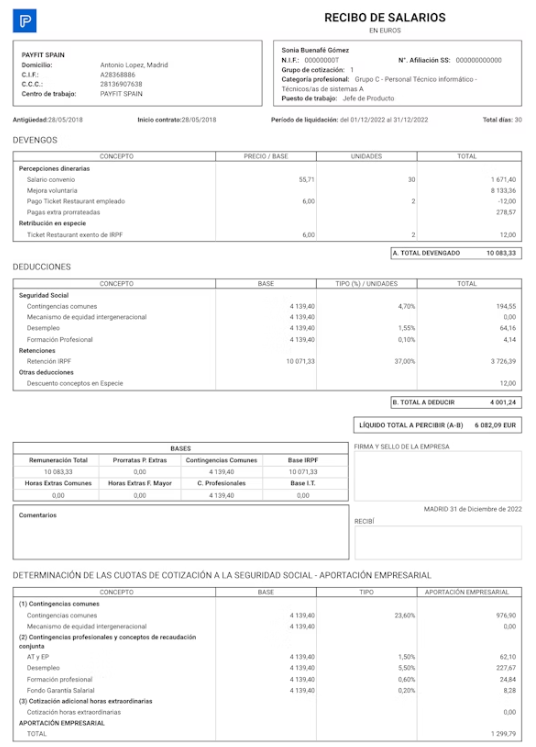 RECIBO DE SALARIOS
EN EUROS
PAYFIT SPAIN
Domicilio: Antonio Lopez, Madrid
C.I.F.: A28368886
C.C.C.: 28136907638
Centro de trabajo: PAYFIT SPAIN
Sonia Buenafé Gómez
N.I.F.: 00000000T N°. Afiliación SS: 000000000000
Grupo de cotización: 1
Categoría profesional: Grupo C - Personal Técnico informático -
Técnicos/as de sistemas A
Puesto de trabajo: Jefe de Producto
Antigüedad:28/05/2018 Inicio contrato:28/05/2018 Periodo de liquidación: del 01/12/2022 al 31/12/2022 Total días: 30
DEVENGOS
CONCEPTO PRECIO / BASE UNIDADES TOTAL
Percepciones dinerarias
Salario convenio 55,71 30 1 671,40
Mejora voluntaria 8 133,36
Pago Ticket Restaurant empleado 6,00 2 -12,00
Pagas extra prorrateadas 278,57
Retribución en especie
Ticket Restaurant exento de IRPF 6,00 2 12,00
A. TOTAL DEVENGADO 10 083,33
DEDUCCIONES
CONCEPTO BASE TIPO (%) / UNIDADES TOTAL
Seguridad Social
Contingencias comunes 4 139,40 4,70% 194,55
Mecanismo de equidad intergeneracional 4 139,40 0,00
Desempleo 4 139,40 1,55% 64,16
Formación Profesional 4 139,40 0,10% 4,14
Retenciones
Retención IRPF 10 071,33 37,00% 3 726,39
Otras deducciones
Descuento conceptos en Especie 12,00
B. TOTAL A DEDUCIR 4 001,24
LÍQUIDO TOTAL A PERCIBIR (A-B) 6 082,09 EUR
BASES
Remuneración Total Prorratas P. Extras Contingencias Comunes Base IRPF
10 083,33 0,00 4 139,40 10 071,33
Horas Extras Comunes Horas Extras F. Mayor C. Profesionales Base I.T.
0,00 0,00 4 139,40 0,00
FIRMA Y SELLO DE LA EMPRESA
Comentarios
MADRID 31 de Diciembre de 2022
RECIBÍ
DETERMINACIÓN DE LAS CUOTAS DE COTIZACIÓN A LA SEGURIDAD SOCIAL - APORTACIÓN EMPRESARIAL
CONCEPTO BASE TIPO APORTACIÓN EMPRESARIAL
(1) Contingencias comunes
Contingencias comunes 4 139,40 23,60% 976,90
Mecanismo de equidad intergeneracional 4 139,40 0,00
(2) Contingencias profesionales y conceptos de recaudación
conjunta
AT y EP 4 139,40 1,50% 62,10
Desempleo 4 139,40 5,50% 227,67
Formación profesional 4 139,40 0,60% 24,84
Fondo Garantía Salarial 4 139,40 0,20% 8,28
(3) Cotización adicional horas extraordinarias
Cotización horas extraordinarias 0,00
APORTACIÓN EMPRESARIAL
TOTAL 1 299,79